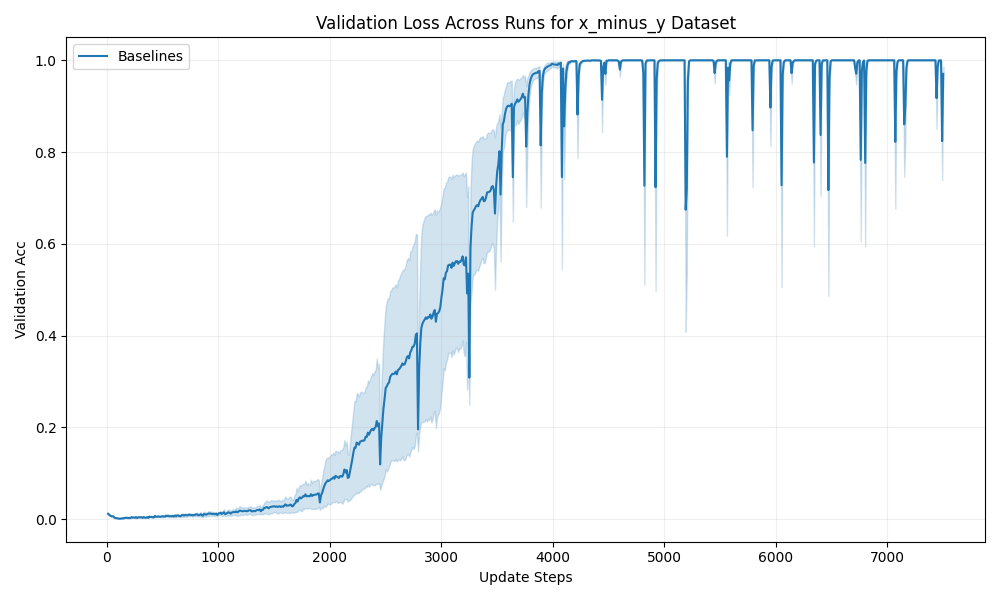 Validation Loss Across Runs for x_minus_y Dataset
Baselines
Validation Acc
1.0
0.8
0.6
0.4
0.2
0.0
0 1000 2000 3000 4000 5000 6000 7000
Update Steps